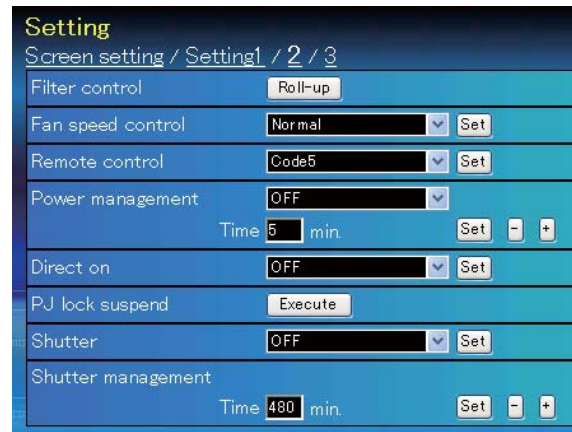 Setting
Screen setting / Setting1 / 2 / 3
Filter control Roll-up
Fan speed control Normal Set
Remote control Code5 Set
Power management OFF
Time 5 min. Set - +
Direct on OFF Set
PJ lock suspend Execute
Shutter OFF Set
Shutter management
Time 480 min. Set - +